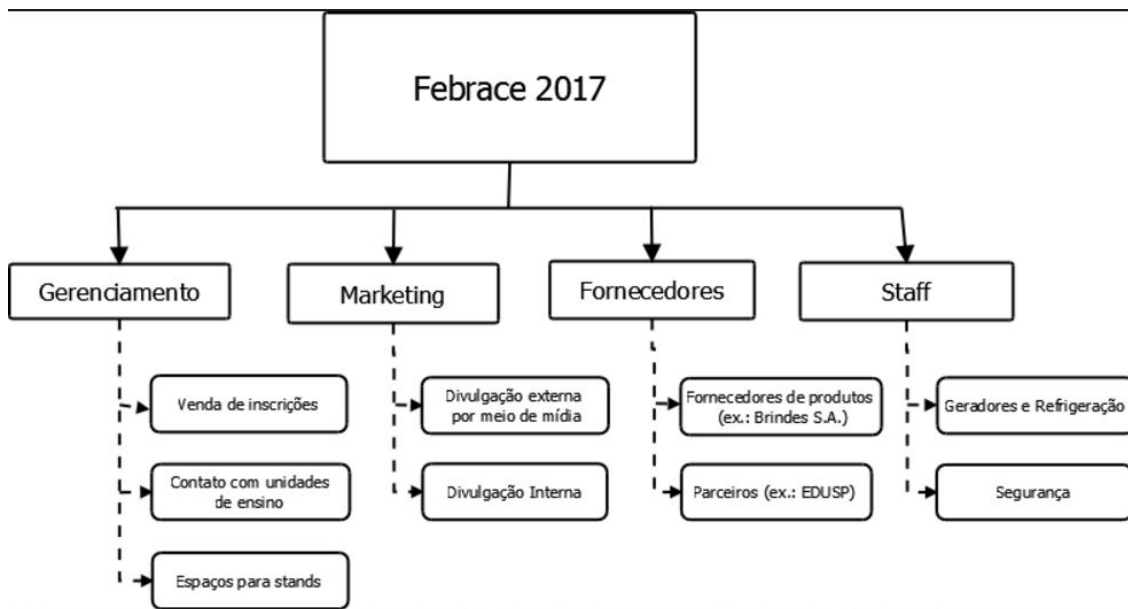 Febrace 2017
Gerenciamento
Marketing
Fornecedores
Staff
Venda de inscrições
Contato com unidades
de ensino
Espaços para stands
Divulgação externa
por meio de mídia
Divulgação Interna
Fornecedores de produtos
(ex.: Brindes S.A.)
Parceiros (ex.: EDUSP)
Geradores e Refrigeração
Segurança